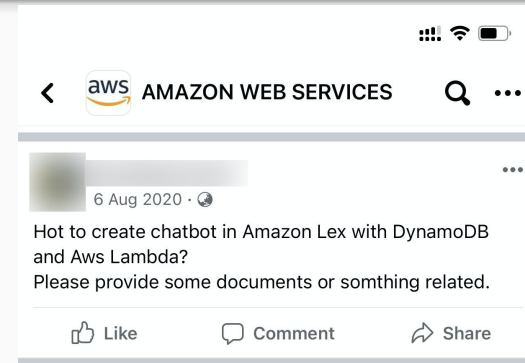 aws AMAZON WEB SERVICES
6 Aug 2020 ·
Hot to create chatbot in Amazon Lex with DynamoDB
and Aws Lambda?
Please provide some documents or somthing related.
Like Comment Share